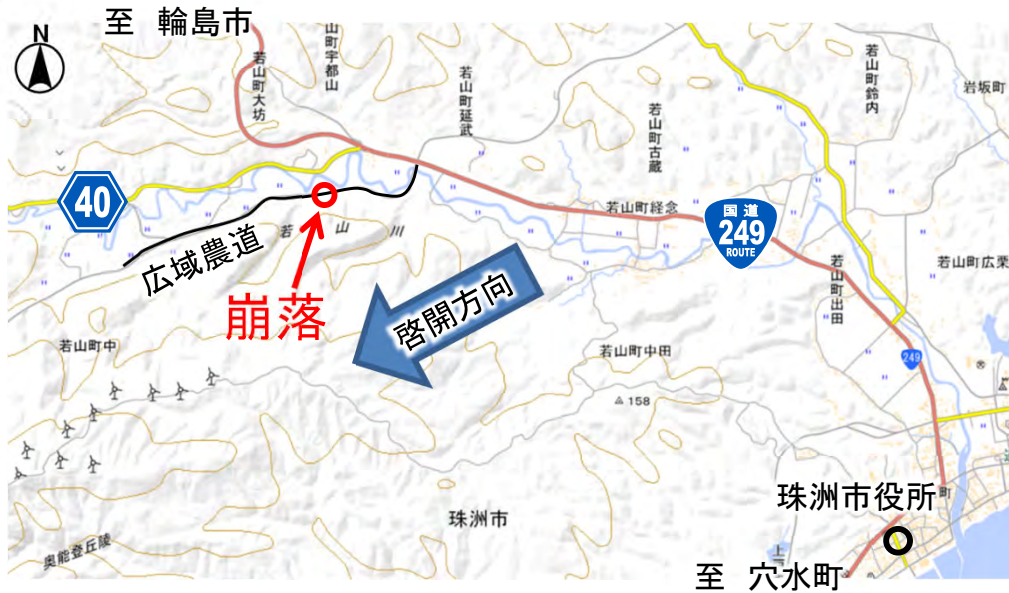 至 輪島市
N
若山町大坊
山町宇都山
若山町延武
若山町古蔵
若山町鈴内
岩坂町
40
広域農道
若山川
崩落
啓開方向
若山町経念
国道
249
ROUTE
若山町出田
若山町広栗
249
若山町中
若山町中田
158
珠洲市
奥能登丘陵
珠洲市役所
町
上
至 穴水町